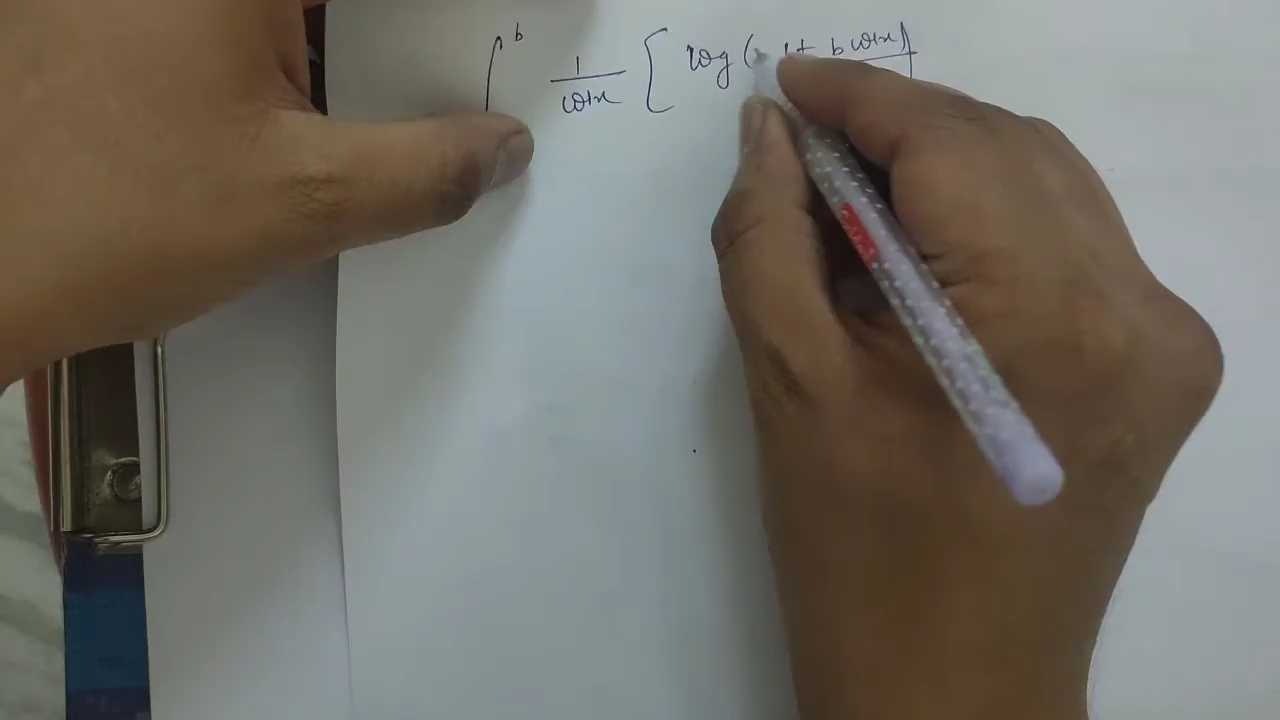 ∫ b 1/cosx [ log ( 1+ b cosx )